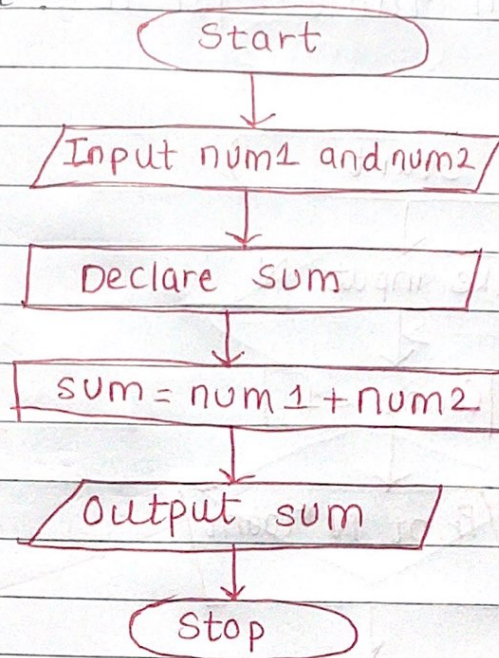 Start
Input num1 and num2
Declare sum
sum = num1 + num2
Output sum
Stop